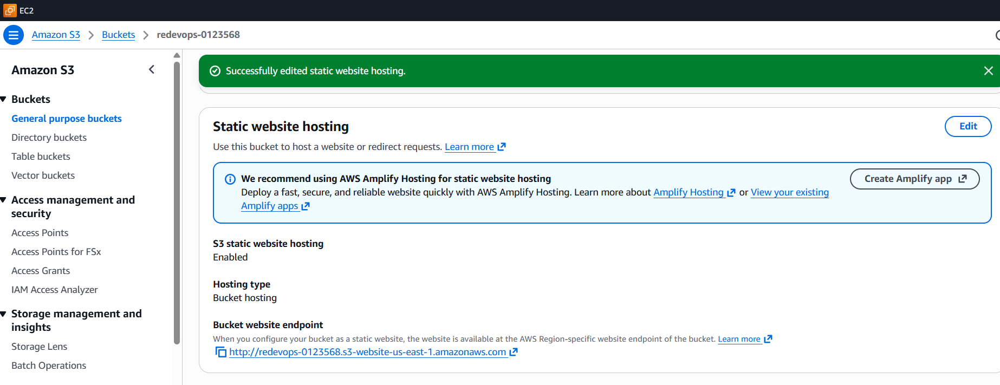 EC2
Amazon S3 > Buckets > redevops-0123568
Amazon S3
Buckets
General purpose buckets
Directory buckets
Table buckets
Vector buckets
Access management and
security
Access Points
Access Points for FSx
Access Grants
IAM Access Analyzer
Storage management and
insights
Storage Lens
Batch Operations
Successfully edited static website hosting.
Static website hosting
Edit
Use this bucket to host a website or redirect requests. Learn more
We recommend using AWS Amplify Hosting for static website hosting
Create Amplify app
Deploy a fast, secure, and reliable website quickly with AWS Amplify Hosting. Learn more about Amplify Hosting or View your existing
Amplify apps
S3 static website hosting
Enabled
Hosting type
Bucket hosting
Bucket website endpoint
When you configure your bucket as a static website, the website is available at the AWS Region-specific website endpoint of the bucket. Learn more
http://redevops-0123568.s3-website-us-east-1.amazonaws.com